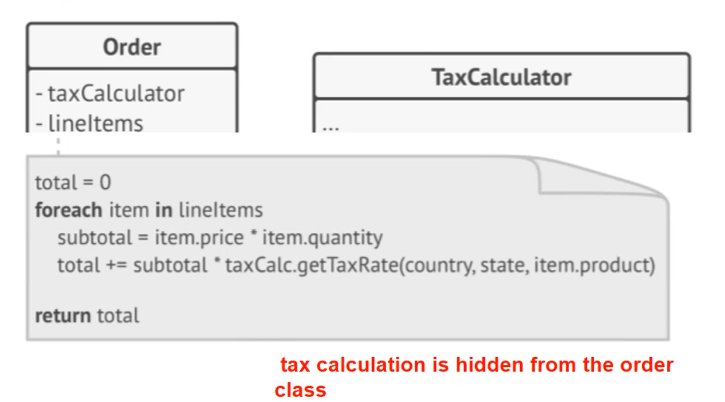 Order
- taxCalculator
- lineItems
TaxCalculator
...
total = 0
foreach item in lineItems
subtotal = item.price * item.quantity
total += subtotal * taxCalc.getTaxRate(country, state, item.product)
return total
tax calculation is hidden from the order
class